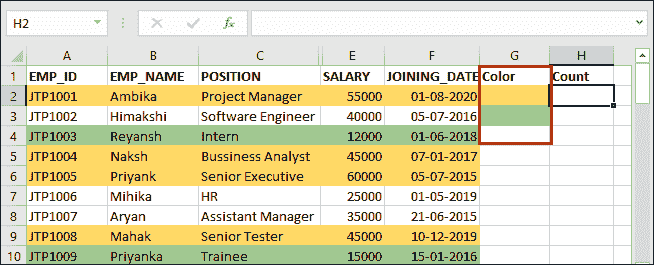 H2 fx
A B C E F G H
1 EMP_ID EMP_NAME POSITION SALARY JOINING_DATE Color Count
2 JTP1001 Ambika Project Manager 55000 01-08-2020
3 JTP1002 Himakshi Software Engineer 40000 05-07-2016
4 JTP1003 Reyansh Intern 12000 01-06-2018
5 JTP1004 Naksh Bussiness Analyst 45000 07-01-2017
6 JTP1005 Priyank Senior Executive 60000 05-07-2015
7 JTP1006 Mihika HR 25000 01-05-2019
8 JTP1007 Aryan Assistant Manager 35000 21-06-2015
9 JTP1008 Mahak Senior Tester 45000 10-12-2019
10 JTP1009 Priyanka Trainee 15000 15-01-2016